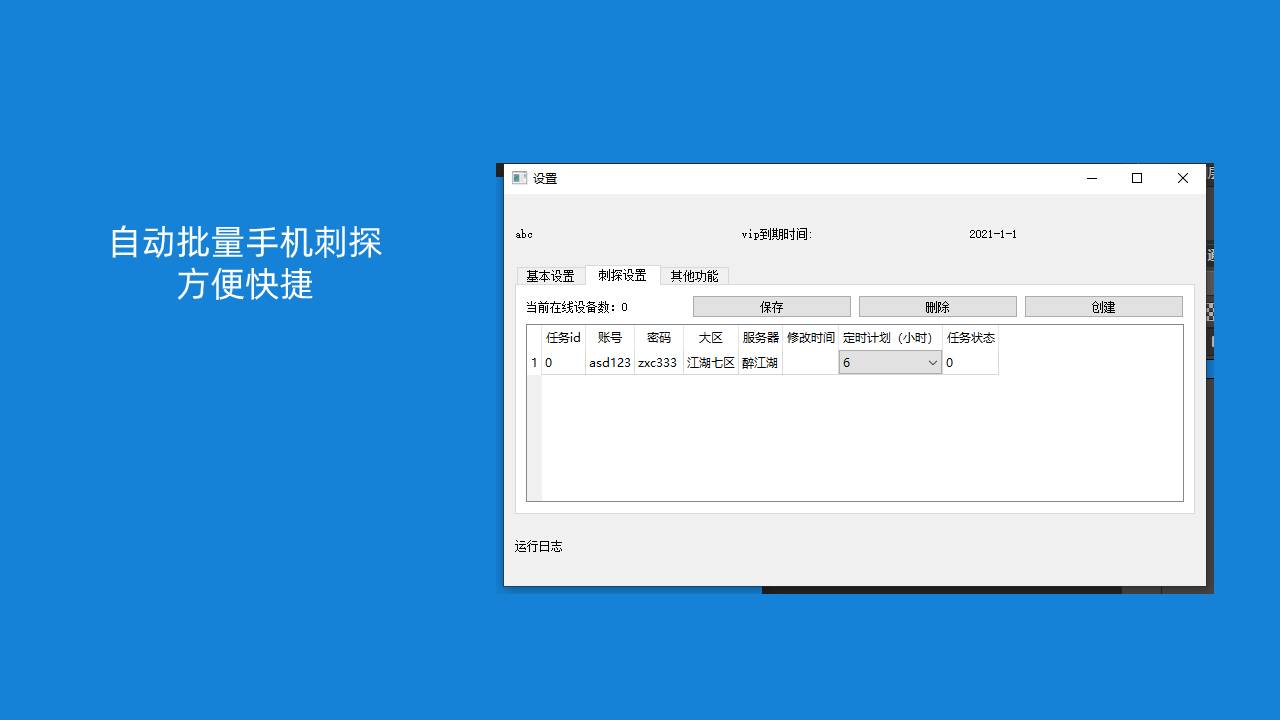 自动批量手机刺探
方便快捷
设置
abc vip到期时间: 2021-1-1
基本设置 刺探设置 其他功能
当前在线设备数：0 保存 删除 创建
任务id 账号 密码 大区 服务器 修改时间 定时计划（小时） 任务状态
1 0 asd123 zxc333 江湖七区 醉江湖 6 0
运行日志